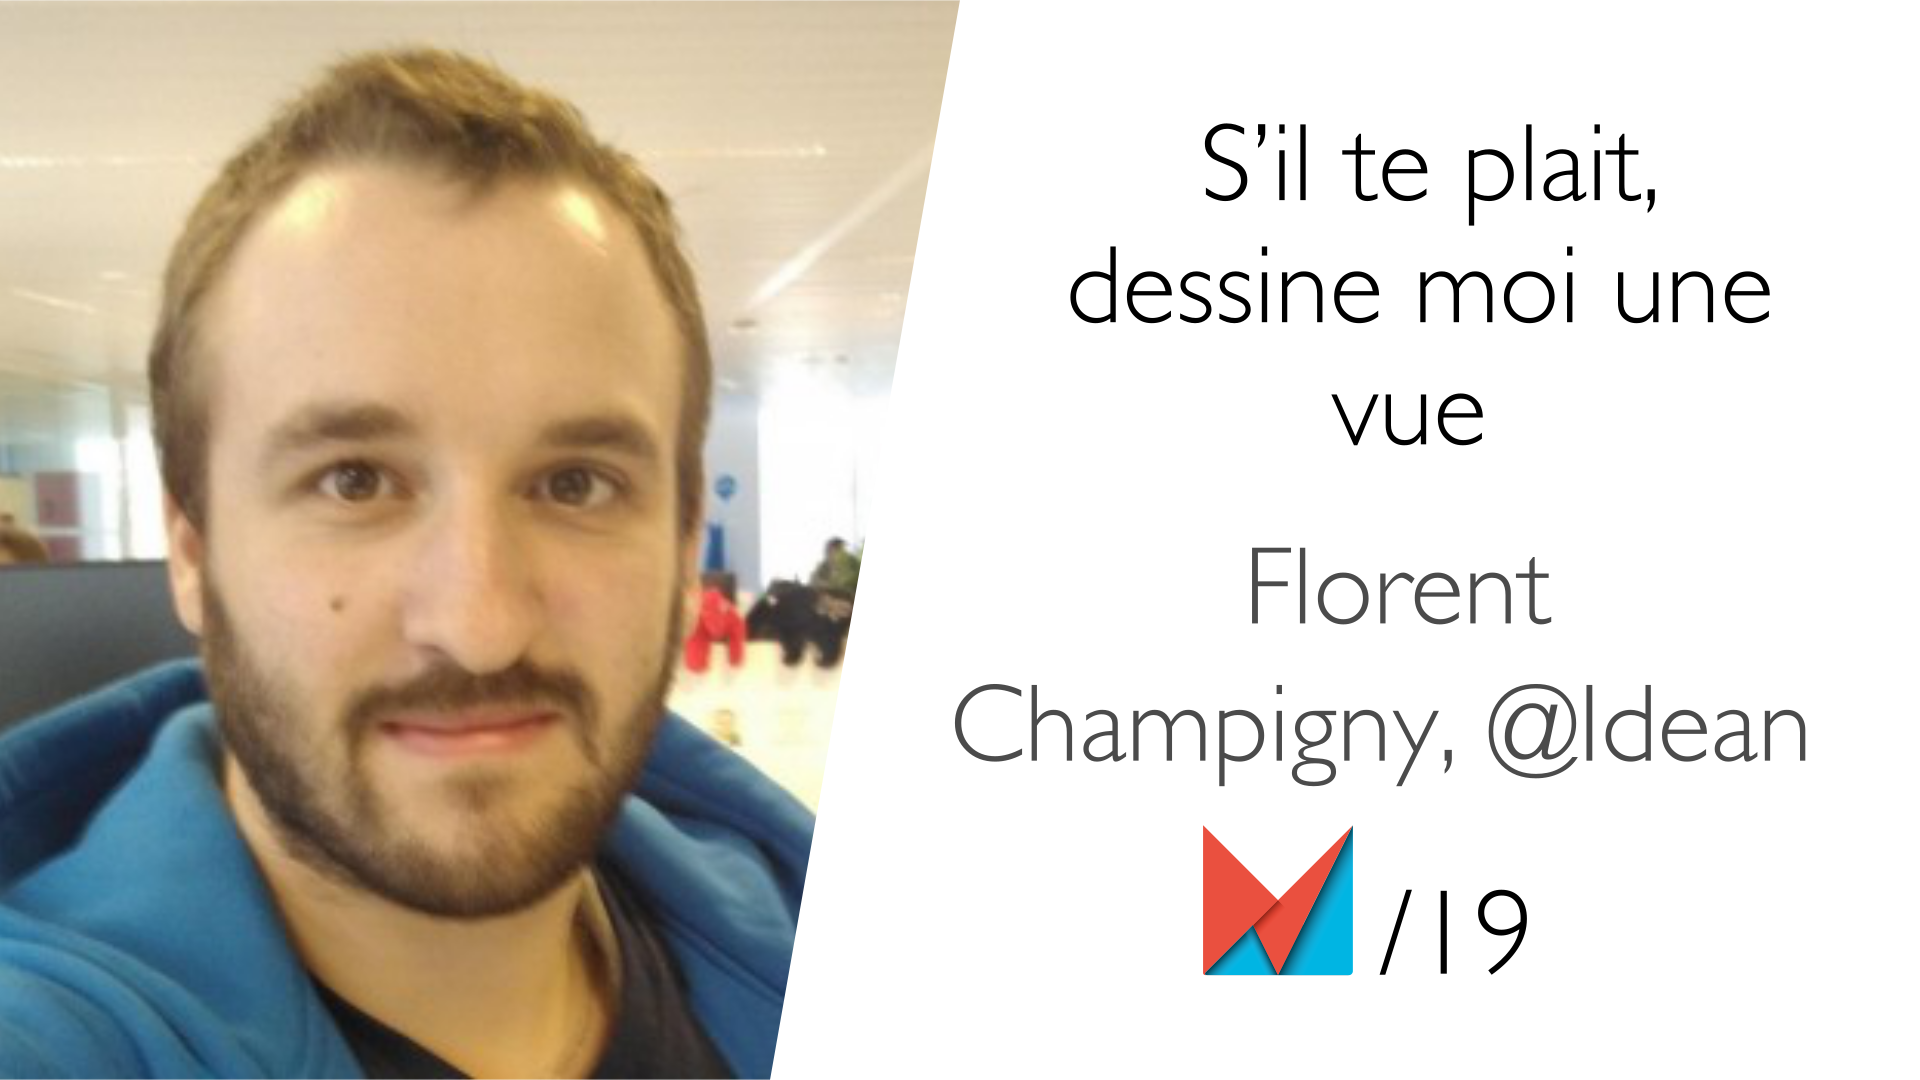 S’il te plait,
dessine moi une
vue
Florent
Champigny, @Idean
/19